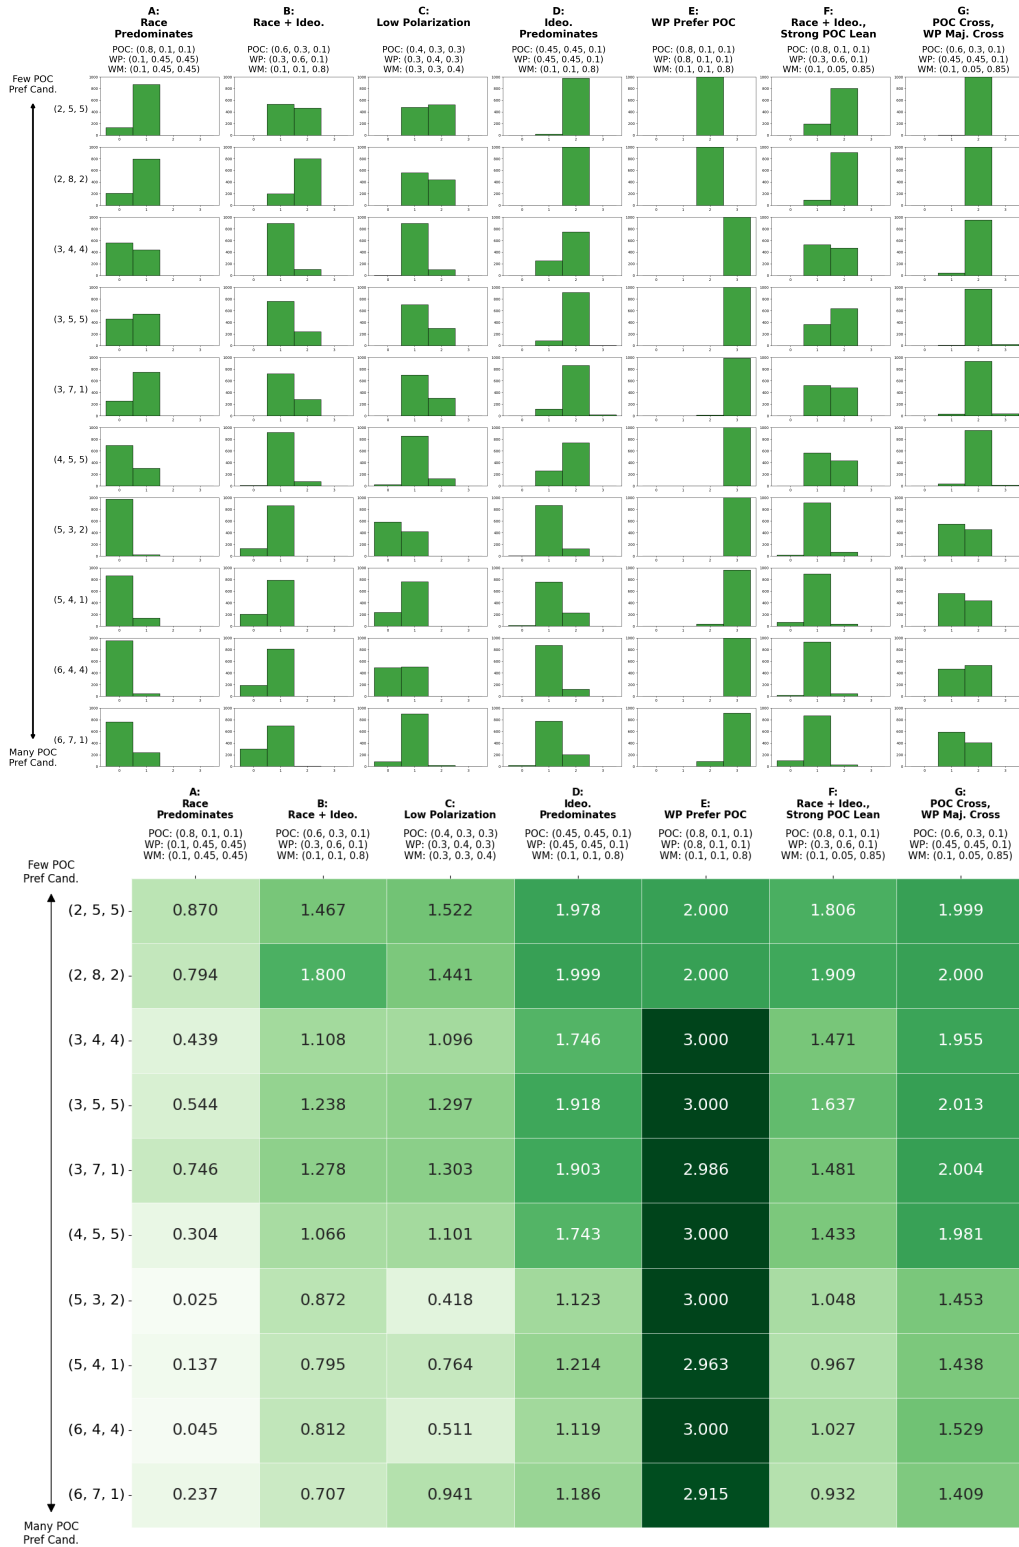 A:
Race
Predominates
POC: (0.8, 0.1, 0.1)
WP: (0.1, 0.45, 0.45)
WM: (0.1, 0.45, 0.45)
B:
Race + Ideo.
POC: (0.6, 0.3, 0.1)
WP: (0.3, 0.6, 0.1)
WM: (0.1, 0.1, 0.8)
C:
Low Polarization
POC: (0.4, 0.3, 0.3)
WP: (0.3, 0.4, 0.3)
WM: (0.3, 0.3, 0.4)
D:
Ideo.
Predominates
POC: (0.45, 0.45, 0.1)
WP: (0.45, 0.45, 0.1)
WM: (0.1, 0.1, 0.8)
E:
WP Prefer POC
POC: (0.8, 0.1, 0.1)
WP: (0.8, 0.1, 0.1)
WM: (0.1, 0.1, 0.8)
F:
Race + Ideo.,
Strong POC Lean
POC: (0.8, 0.1, 0.1)
WP: (0.3, 0.6, 0.1)
WM: (0.1, 0.05, 0.85)
G:
POC Cross,
WP Maj. Cross
POC: (0.6, 0.3, 0.1)
WP: (0.45, 0.45, 0.1)
WM: (0.1, 0.05, 0.85)
Few POC
Pref Cand.
(2, 5, 5)
(2, 8, 2)
(3, 4, 4)
(3, 5, 5)
(3, 7, 1)
(4, 5, 5)
(5, 3, 2)
(5, 4, 1)
(6, 4, 4)
(6, 7, 1)
Many POC
Pref Cand.
A:
Race
Predominates
POC: (0.8, 0.1, 0.1)
WP: (0.1, 0.45, 0.45)
WM: (0.1, 0.45, 0.45)
B:
Race + Ideo.
POC: (0.6, 0.3, 0.1)
WP: (0.3, 0.6, 0.1)
WM: (0.1, 0.1, 0.8)
C:
Low Polarization
POC: (0.4, 0.3, 0.3)
WP: (0.3, 0.4, 0.3)
WM: (0.3, 0.3, 0.4)
D:
Ideo.
Predominates
POC: (0.45, 0.45, 0.1)
WP: (0.45, 0.45, 0.1)
WM: (0.1, 0.1, 0.8)
E:
WP Prefer POC
POC: (0.8, 0.1, 0.1)
WP: (0.8, 0.1, 0.1)
WM: (0.1, 0.1, 0.8)
F:
Race + Ideo.,
Strong POC Lean
POC: (0.8, 0.1, 0.1)
WP: (0.3, 0.6, 0.1)
WM: (0.1, 0.05, 0.85)
G:
POC Cross,
WP Maj. Cross
POC: (0.6, 0.3, 0.1)
WP: (0.45, 0.45, 0.1)
WM: (0.1, 0.05, 0.85)
Few POC
Pref Cand.
(2, 5, 5) 0.870 1.467 1.522 1.978 2.000 1.806 1.999
(2, 8, 2) 0.794 1.800 1.441 1.999 2.000 1.909 2.000
(3, 4, 4) 0.439 1.108 1.096 1.746 3.000 1.471 1.955
(3, 5, 5) 0.544 1.238 1.297 1.918 3.000 1.637 2.013
(3, 7, 1) 0.746 1.278 1.303 1.903 2.986 1.481 2.004
(4, 5, 5) 0.304 1.066 1.101 1.743 3.000 1.433 1.981
(5, 3, 2) 0.025 0.872 0.418 1.123 3.000 1.048 1.453
(5, 4, 1) 0.137 0.795 0.764 1.214 2.963 0.967 1.438
(6, 4, 4) 0.045 0.812 0.511 1.119 3.000 1.027 1.529
(6, 7, 1) 0.237 0.707 0.941 1.186 2.915 0.932 1.409
Many POC
Pref Cand.